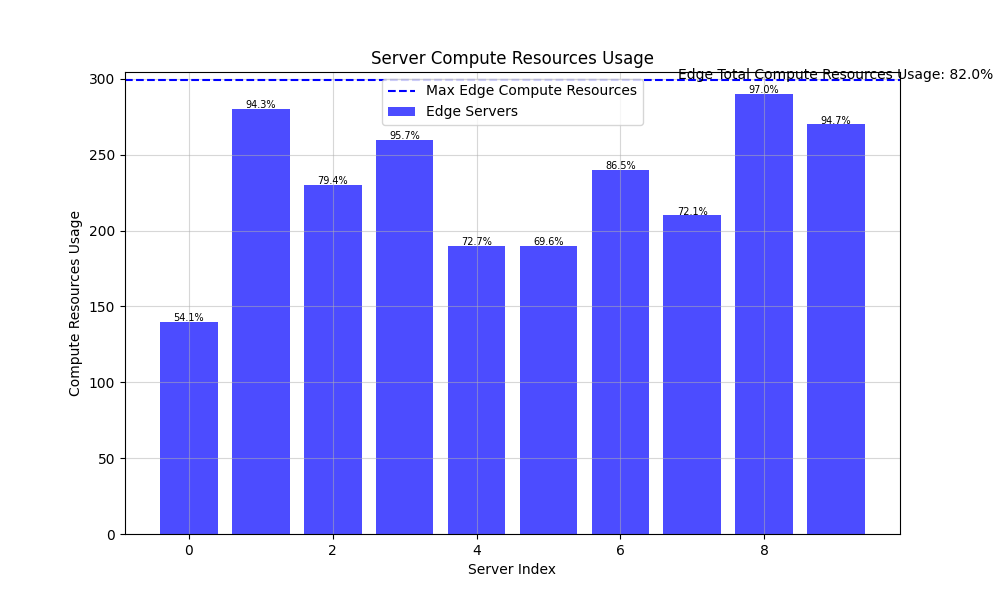 Server Compute Resources Usage
Edge Total Compute Resources Usage: 82.0%
Max Edge Compute Resources
Edge Servers
Compute Resources Usage
300
250
200
150
100
50
0
54.1%
94.3%
79.4%
95.7%
72.7%
69.6%
86.5%
72.1%
97.0%
94.7%
0 2 4 6 8
Server Index